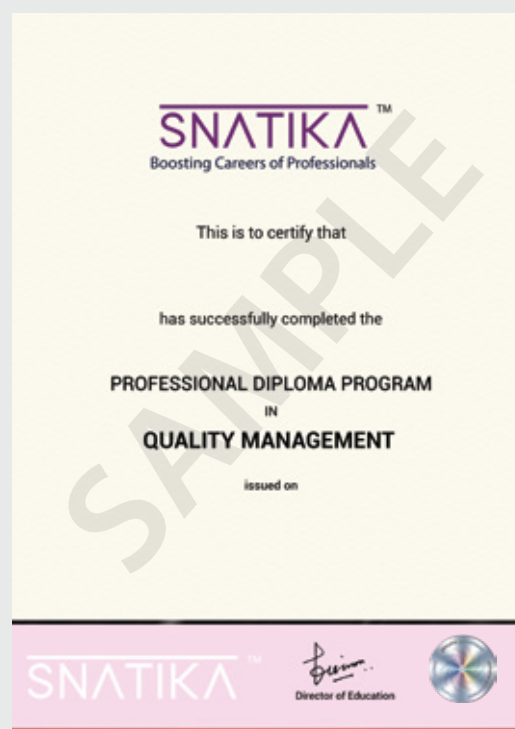 SNATIKA™
Boosting Careers of Professionals
This is to certify that
has successfully completed the
PROFESSIONAL DIPLOMA PROGRAM
IN
QUALITY MANAGEMENT
issued on
SAMPLE
SNATIKA™
Director of Education